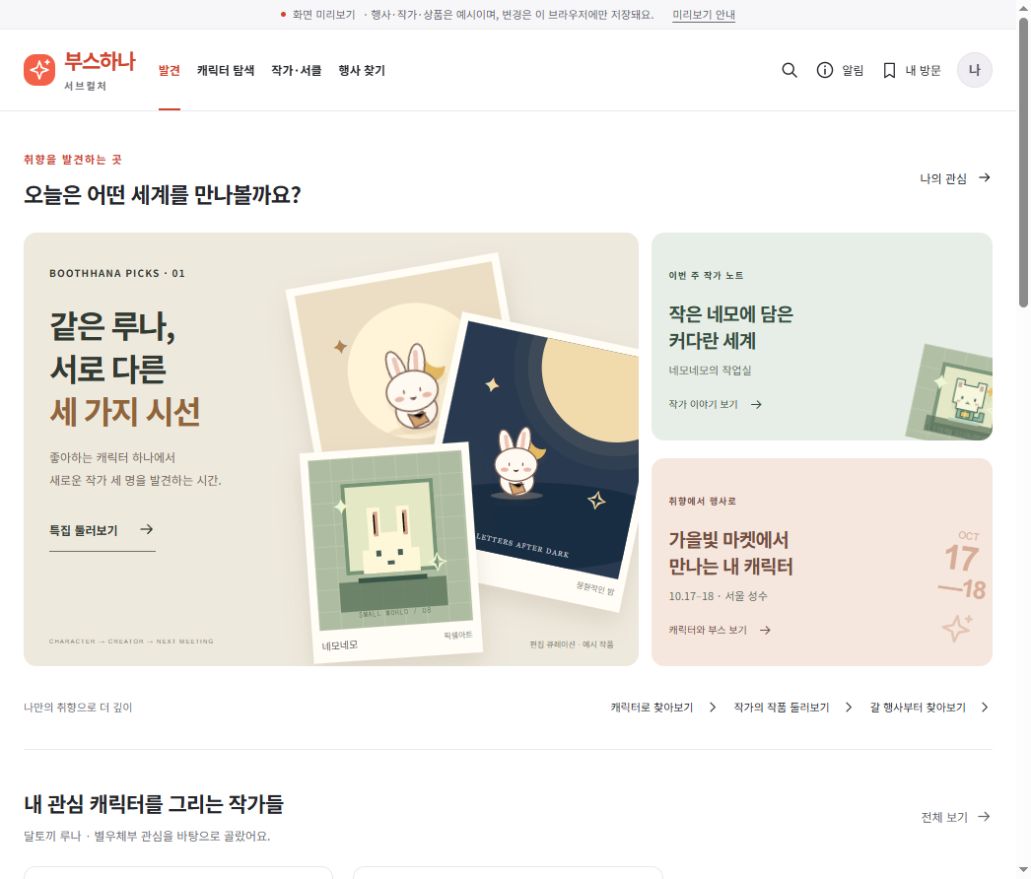 화면 미리보기 · 행사·작가·상품은 예시이며, 변경은 이 브라우저에만 저장돼요. 미리보기 안내
부스하나
서브컬처
발견 캐릭터 탐색 작가·서클 행사 찾기
알림 내 방문 나
취향을 발견하는 곳
오늘은 어떤 세계를 만나볼까요?
나의 관심
BOOTHHANA PICKS · 01
같은 루나,
서로 다른
세 가지 시선
좋아하는 캐릭터 하나에서
새로운 작가 세 명을 발견하는 시간.
특집 둘러보기
CHARACTER → CREATOR → NEXT MEETING
LETTERS AFTER DARK
몽환적인 밤
SMALL WORLD / 08
네모네모
픽셀아트
편집 큐레이션 · 예시 작품
이번 주 작가 노트
작은 네모에 담은
커다란 세계
네모네모의 작업실
작가 이야기 보기
취향에서 행사로
가을빛 마켓에서
만나는 내 캐릭터
10.17–18 · 서울 성수
캐릭터와 부스 보기
OCT
17
—18
나만의 취향으로 더 깊이
캐릭터로 찾아보기 작가의 작품 둘러보기 갈 행사부터 찾아보기
내 관심 캐릭터를 그리는 작가들
달토끼 루나 · 별우체부 관심을 바탕으로 골랐어요.
전체 보기